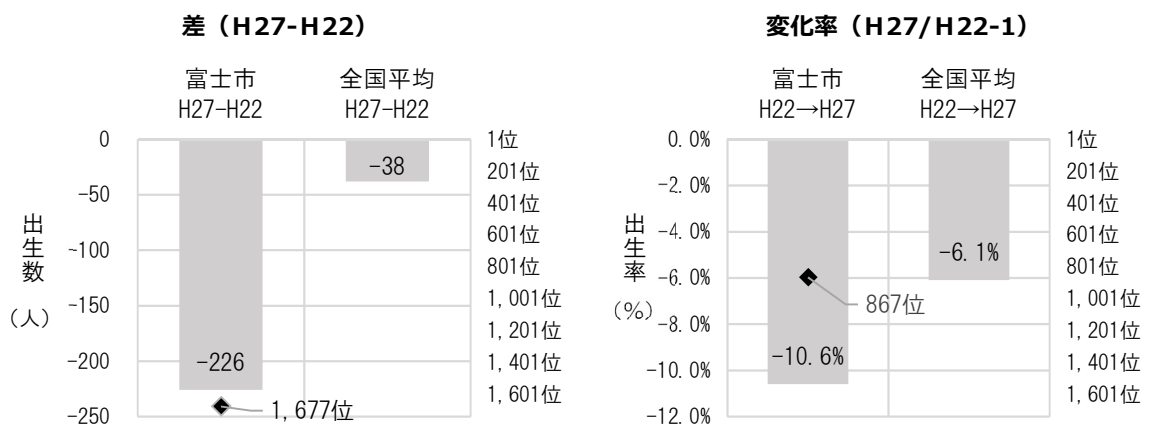 差（H27-H22）
富士市
H27-H22
全国平均
H27-H22
0
-50
-100
-150
-200
-250
出生数
（人）
-226
-38
1,677位
1位
201位
401位
601位
801位
1,001位
1,201位
1,401位
1,601位
変化率（H27/H22-1）
富士市
H22→H27
全国平均
H22→H27
0.0%
-2.0%
-4.0%
-6.0%
-8.0%
-10.0%
-12.0%
出生率
（%）
-10.6%
-6.1%
867位
1位
201位
401位
601位
801位
1,001位
1,201位
1,401位
1,601位